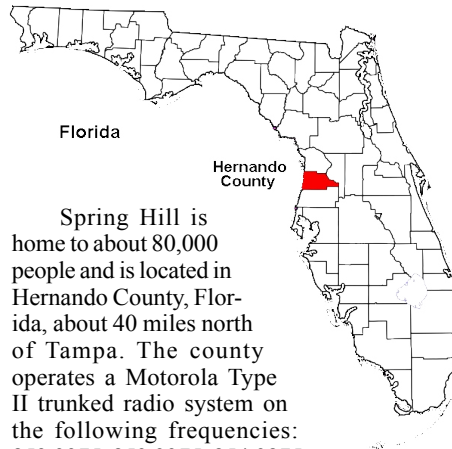 Florida
Hernando
County
Spring Hill is
home to about 80,000
people and is located in
Hernando County, Flor-
ida, about 40 miles north
of Tampa. The county
operates a Motorola Type
II trunked radio system on
the following frequencies: